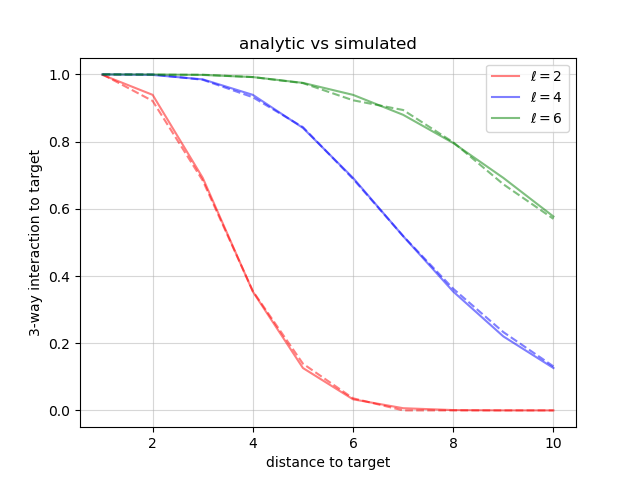 analytic vs simulated
ℓ = 2
ℓ = 4
ℓ = 6
3-way interaction to target
1.0
0.8
0.6
0.4
0.2
0.0
2
4
6
8
10
distance to target